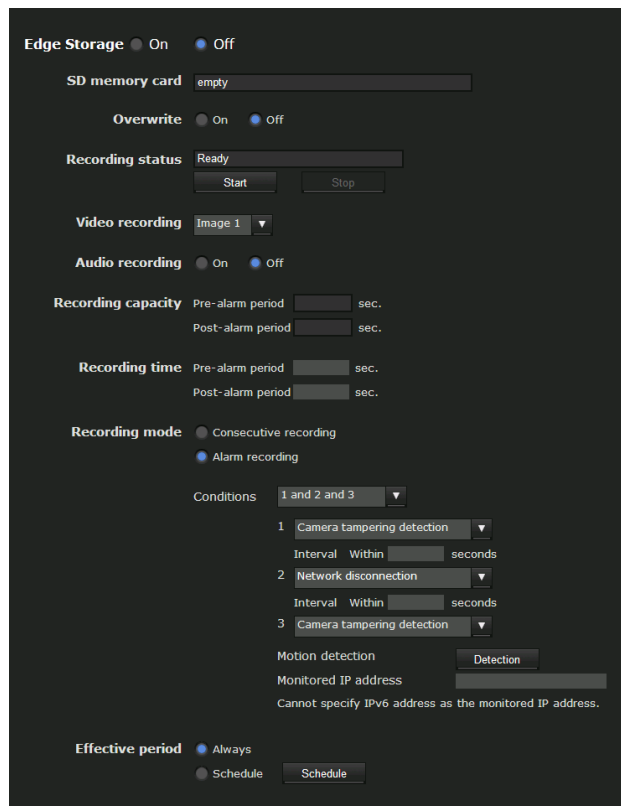 Edge Storage On Off
SD memory card empty
Overwrite On Off
Recording status Ready
Start Stop
Video recording Image 1
Audio recording On Off
Recording capacity Pre-alarm period sec.
Post-alarm period sec.
Recording time Pre-alarm period sec.
Post-alarm period sec.
Recording mode Consecutive recording
Alarm recording
Conditions 1 and 2 and 3
1 Camera tampering detection
Interval Within seconds
2 Network disconnection
Interval Within seconds
3 Camera tampering detection
Motion detection Detection
Monitored IP address
Cannot specify IPv6 address as the monitored IP address.
Effective period Always
Schedule Schedule